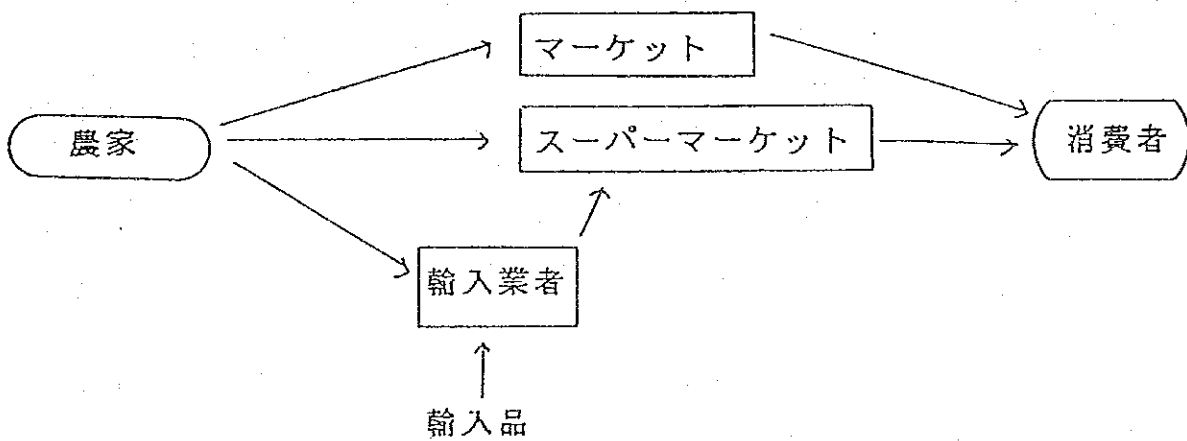 マーケット
農家
スーパーマーケット
消費者
輸入業者
輸入品